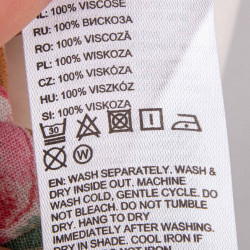 IL: 100% VISCOSE
RU: 100% ВИСКОЗА
RO: 100% VISCOZA
PL: 100% WISKOZA
CZ: 100% VISKÓZA
HU: 100% VISZKÓZ
SI: 100% VISKOZA
30
W
EN: WASH SEPARATELY. WASH &
DRY INSIDE OUT. MACHINE
WASH COLD, GENTLE CYCLE. DO
NOT BLEACH. DO NOT TUMBLE
DRY. HANG TO DRY
IMMEDIATELY AFTER WASHING.
DRY IN SHADE. COOL IRON IF